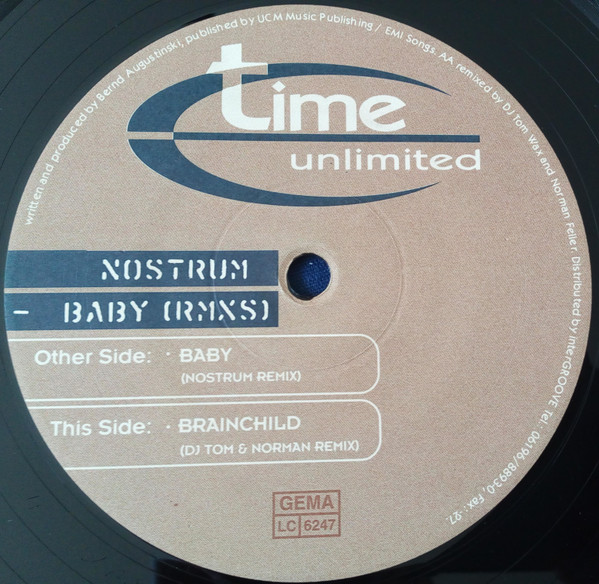 written and produced by Bernd Augustinski, published by UCM Music Publishing / EMI Songs. AA remixed by DJ Tom Wax and Norman Feller. Distributed by interGROOVE Tel.: 06196/8893-0, Fax: -27.
time
unlimited
NOSTRUM
- BABY (RMXS)
Other Side: · BABY
(NOSTRUM REMIX)
This Side: · BRAINCHILD
(DJ TOM & NORMAN REMIX)
GEMA
LC 6247